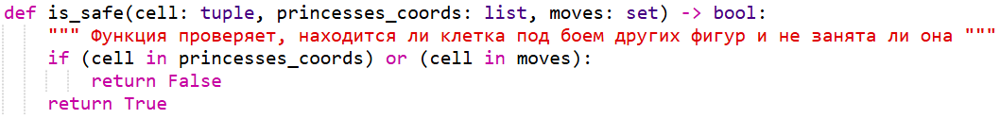 def is_safe(cell: tuple, princesses_coords: list, moves: set) -> bool:
    """ Функция проверяет, находится ли клетка под боем других фигур и не занята ли она """
    if (cell in princesses_coords) or (cell in moves):
        return False
    return True